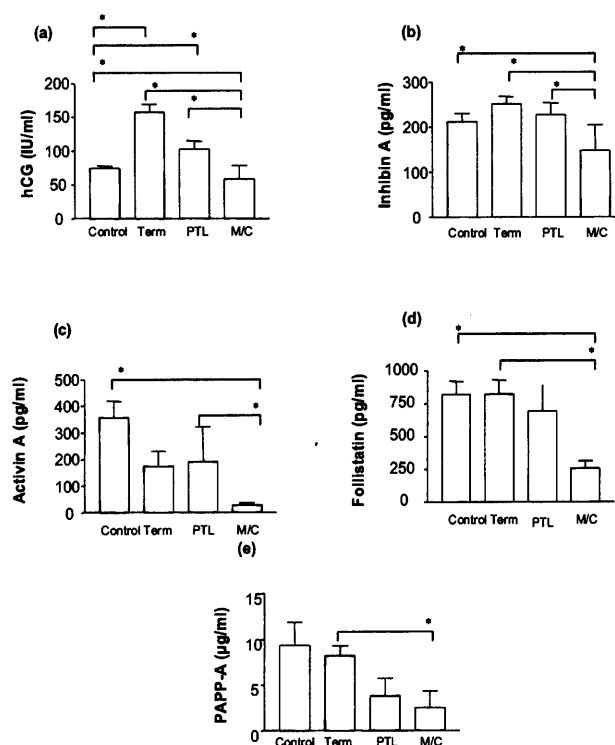 (a)
*
*
*
*
*
hCG (IU/ml)
200
150
100
50
0
Control Term PTL M/C
(b)
*
*
*
Inhibin A (pg/ml)
300
200
100
0
Control Term PTL M/C
(c)
*
*
Activin A (pg/ml)
500
400
300
200
100
0
Control Term PTL M/C
(d)
*
*
Follistatin (pg/ml)
1000
750
500
250
0
Control Term PTL M/C
(e)
*
PAPP-A (µg/ml)
15
10
5
0
Control Term PTL M/C